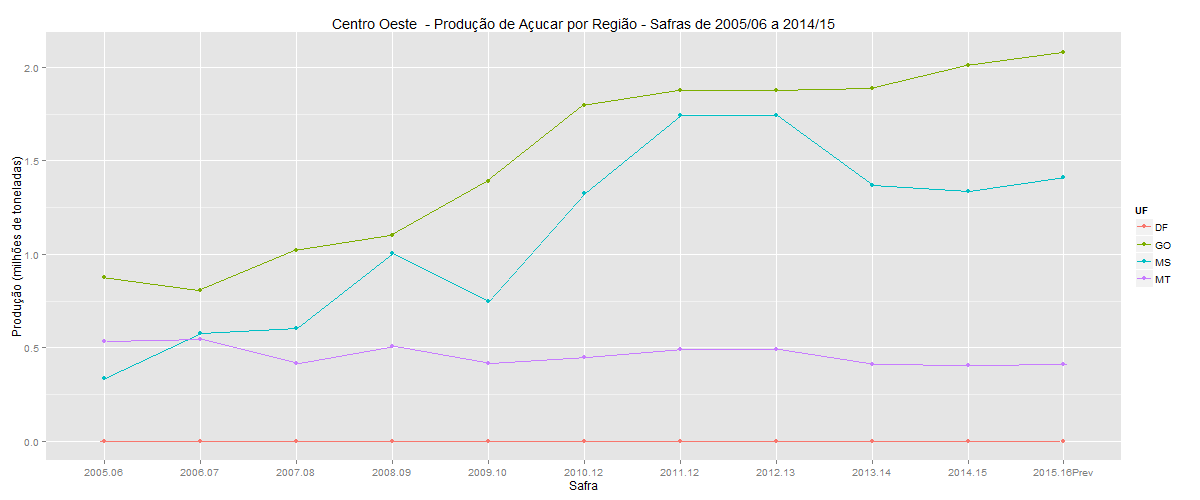 Centro Oeste - Produção de Açucar por Região - Safras de 2005/06 a 2014/15
Produção (milhões de toneladas)
2.0
1.5
1.0
0.5
0.0
2005.06 2006.07 2007.08 2008.09 2009.10 2010.12 2011.12 2012.13 2013.14 2014.15 2015.16Prev
Safra
UF
DF
GO
MS
MT